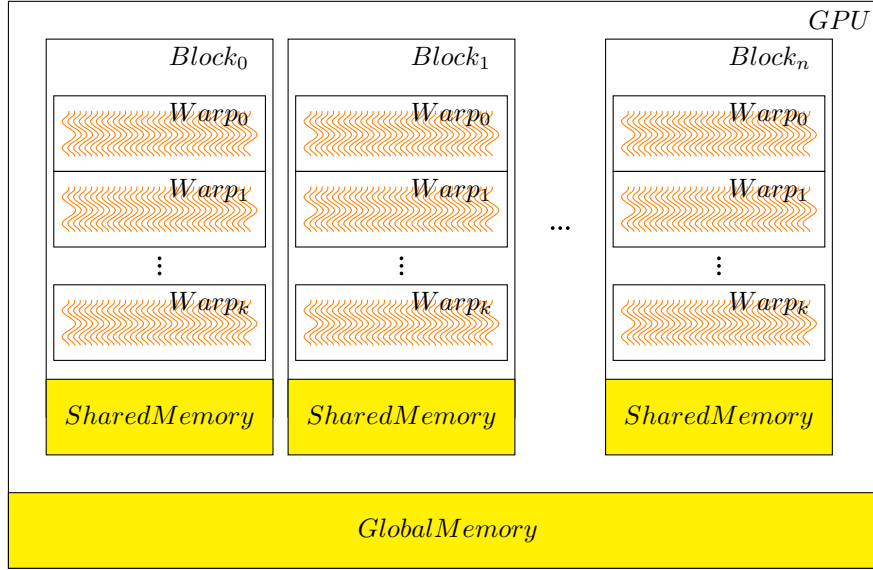 GPU
Block₀ Block₁ Blockₙ
Warp₀ Warp₀ Warp₀
Warp₁ Warp₁ Warp₁
...
⋮ ⋮ ⋮
Warpₖ Warpₖ Warpₖ
SharedMemory SharedMemory SharedMemory
GlobalMemory